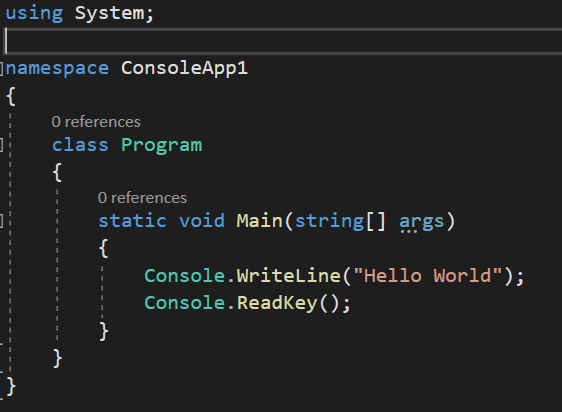 using System;
namespace ConsoleApp1
{
0 references
class Program
{
0 references
static void Main(string[] args)
{
Console.WriteLine("Hello World");
Console.ReadKey();
}
}
}